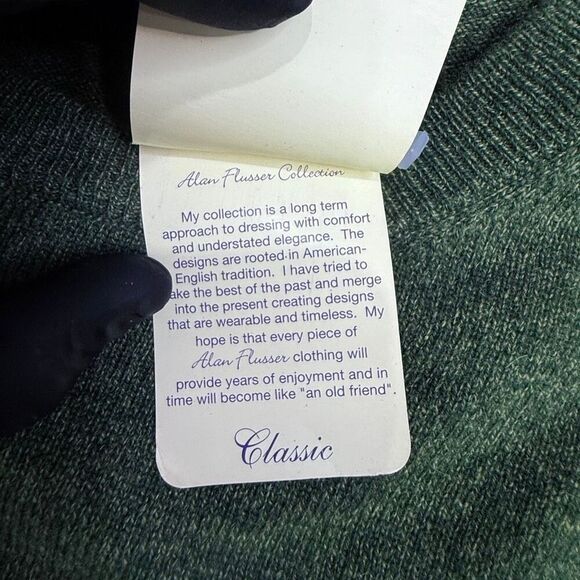 Alan Flusser Collection
My collection is a long term
approach to dressing with comfort
and understated elegance. The
designs are rooted in American-
English tradition. I have tried to
ake the best of the past and merge
into the present creating designs
that are wearable and timeless. My
hope is that every piece of
Alan Flusser clothing will
provide years of enjoyment and in
time will become like "an old friend".
Classic